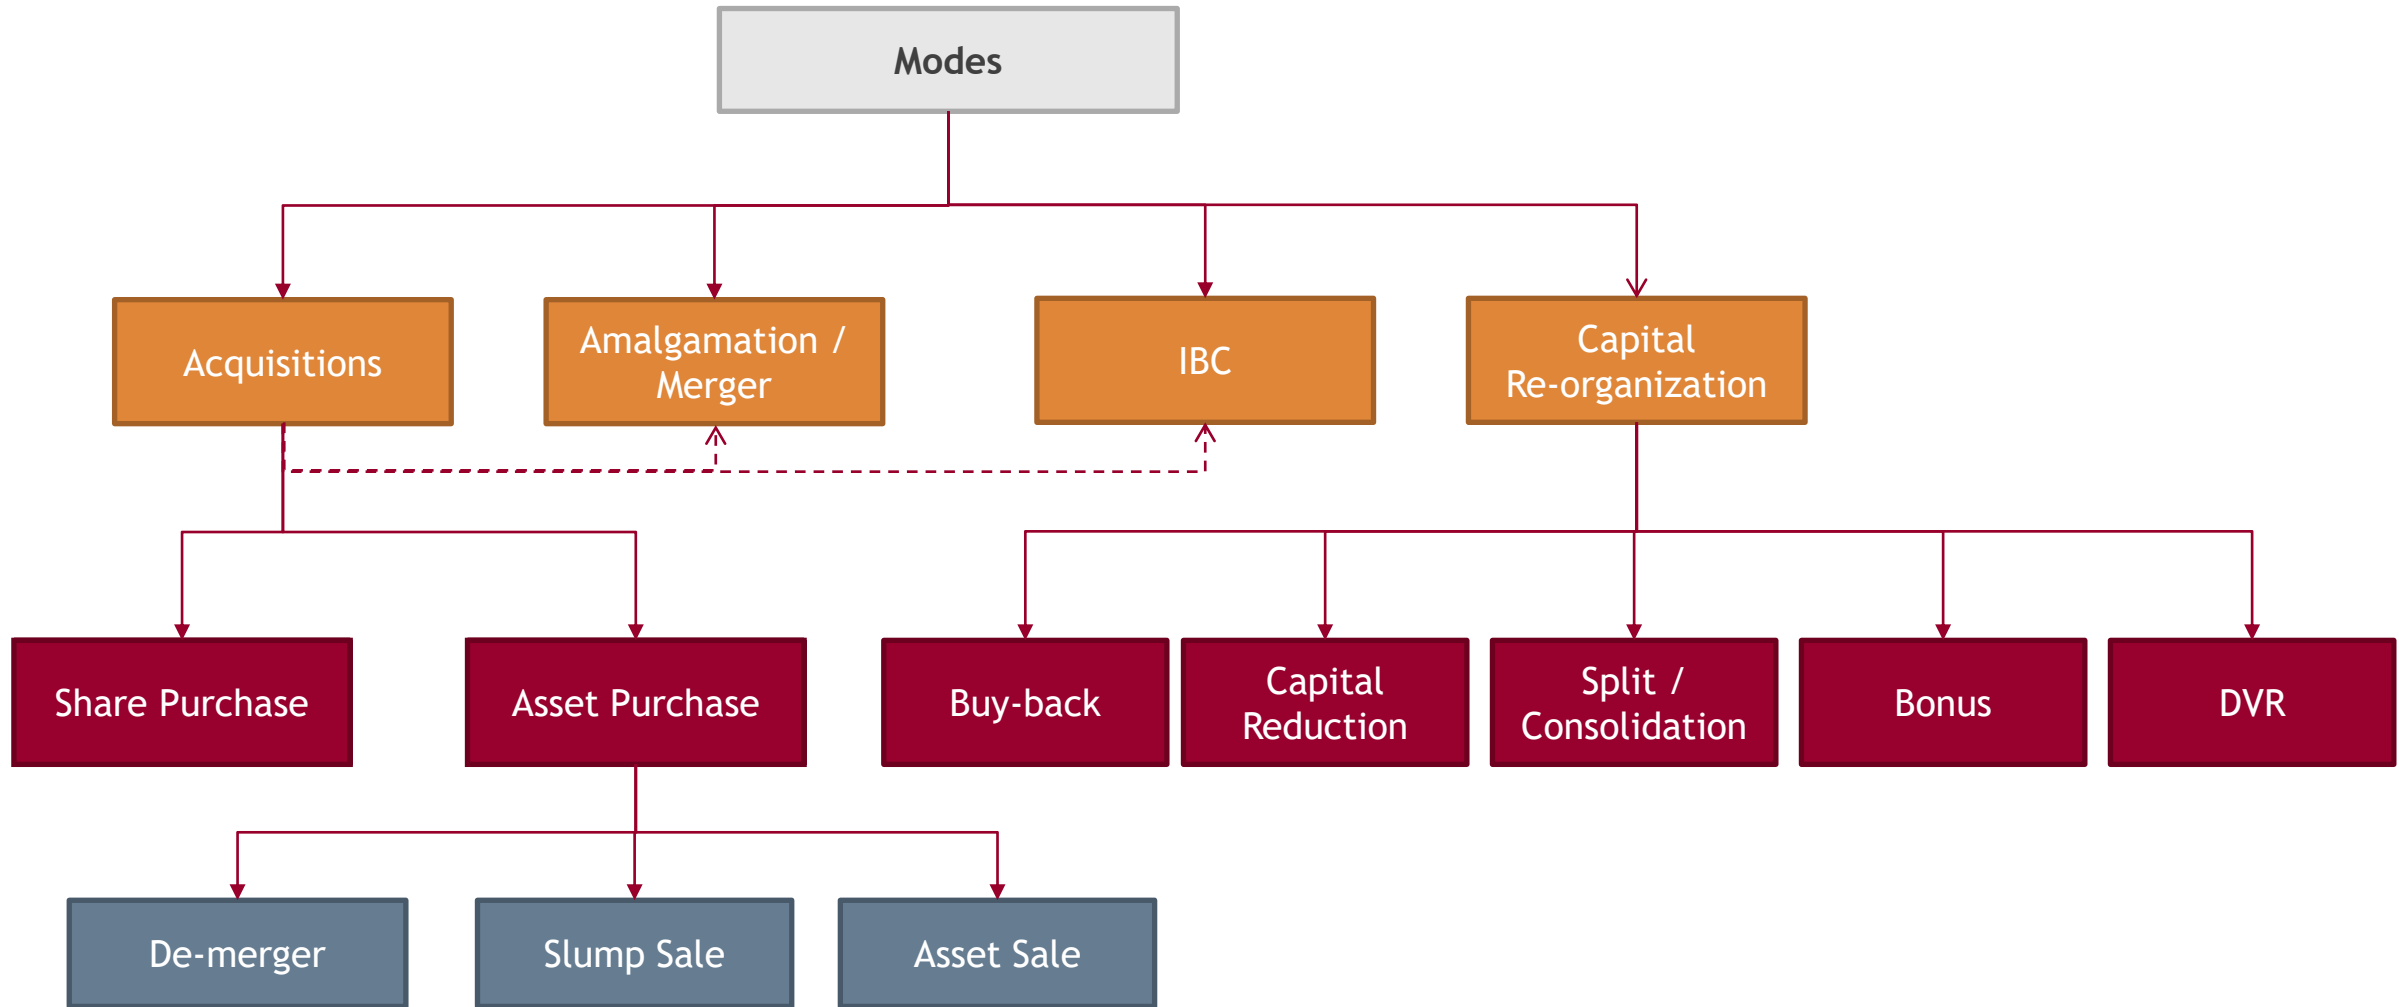 Modes
Acquisitions
Amalgamation /
Merger
IBC
Capital
Re-organization
Share Purchase
Asset Purchase
Buy-back
Capital
Reduction
Split /
Consolidation
Bonus
DVR
De-merger
Slump Sale
Asset Sale